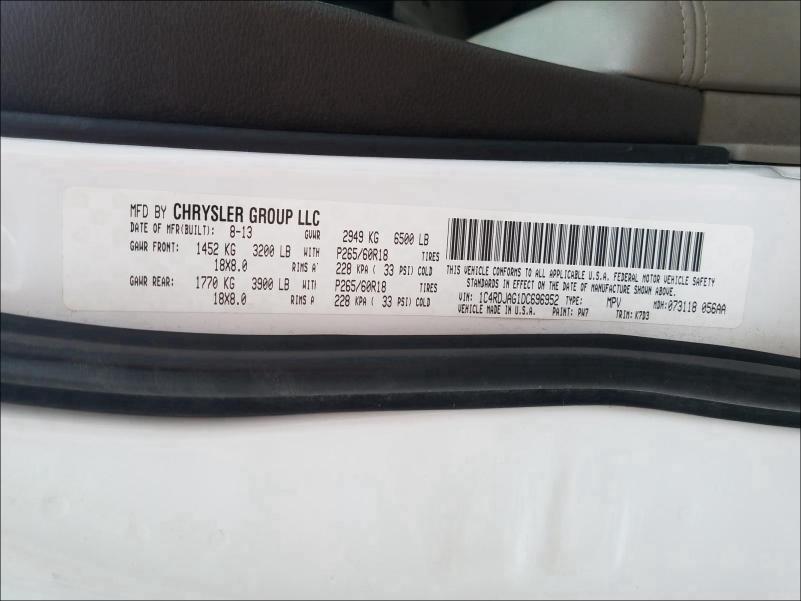 MFD BY CHRYSLER GROUP LLC
DATE OF MFR(BUILT): 8-13 GVWR 2949 KG 6500 LB
GAWR FRONT: 1452 KG 3200 LB WITH P265/60R18 TIRES
18X8.0 RIMS A 228 KPA ( 33 PSI) COLD
GAWR REAR: 1770 KG 3900 LB WITH P265/60R18 TIRES
18X8.0 RIMS A 228 KPA ( 33 PSI) COLD
THIS VEHICLE CONFORMS TO ALL APPLICABLE U.S.A. FEDERAL MOTOR VEHICLE SAFETY
STANDARDS IN EFFECT ON THE DATE OF MANUFACTURE SHOWN ABOVE.
VIN: 1C4RDJAG1DC696952 TYPE: MPV MDH:073118 056AA
VEHICLE MADE IN U.S.A. PAINT: PW7 TRIM: K7D3